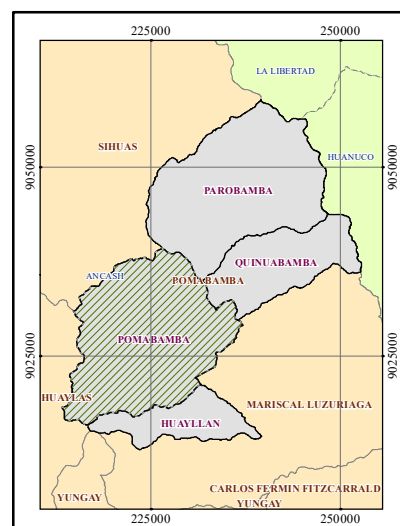 225000 250000
LA LIBERTAD
SIHUAS
HUANUCO
9050000 9050000
PAROBAMBA
QUINUABAMBA
ANCASH
POMABAMBA
POMABAMBA
9025000 9025000
HUAYLAS
MARISCAL LUZURIAGA
HUAYLLAN
CARLOS FERMIN FITZCARRALD
YUNGAY
YUNGAY
225000 250000